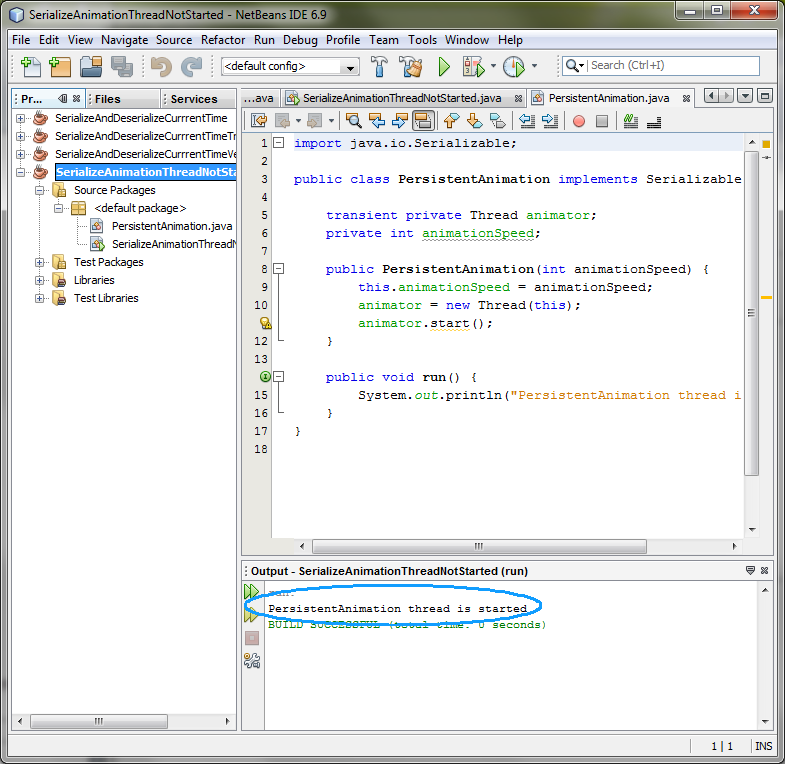 SerializeAnimationThreadNotStarted - NetBeans IDE 6.9
File Edit View Navigate Source Refactor Run Debug Profile Team Tools Window Help
<default config>
Search (Ctrl+I)
Pr...
Files
Services
...ava
SerializeAnimationThreadNotStarted.java
PersistentAnimation.java
SerializeAndDeserializeCurrrentTime
SerializeAndDeserializeCurrrentTimeTr
SerializeAndDeserializeCurrrentTimeVe
SerializeAnimationThreadNotSta
Source Packages
<default package>
PersistentAnimation.java
SerializeAnimationThreadN
Test Packages
Libraries
Test Libraries
1 import java.io.Serializable;
2
3 public class PersistentAnimation implements Serializable
4
5 transient private Thread animator;
6 private int animationSpeed;
7
8 public PersistentAnimation(int animationSpeed) {
9 this.animationSpeed = animationSpeed;
10 animator = new Thread(this);
animator.start();
12 }
13
public void run() {
15 System.out.println("PersistentAnimation thread i
16 }
17 }
18
Output - SerializeAnimationThreadNotStarted (run)
run:
PersistentAnimation thread is started
BUILD SUCCESSFUL (total time: 0 seconds)
1 | 1 INS